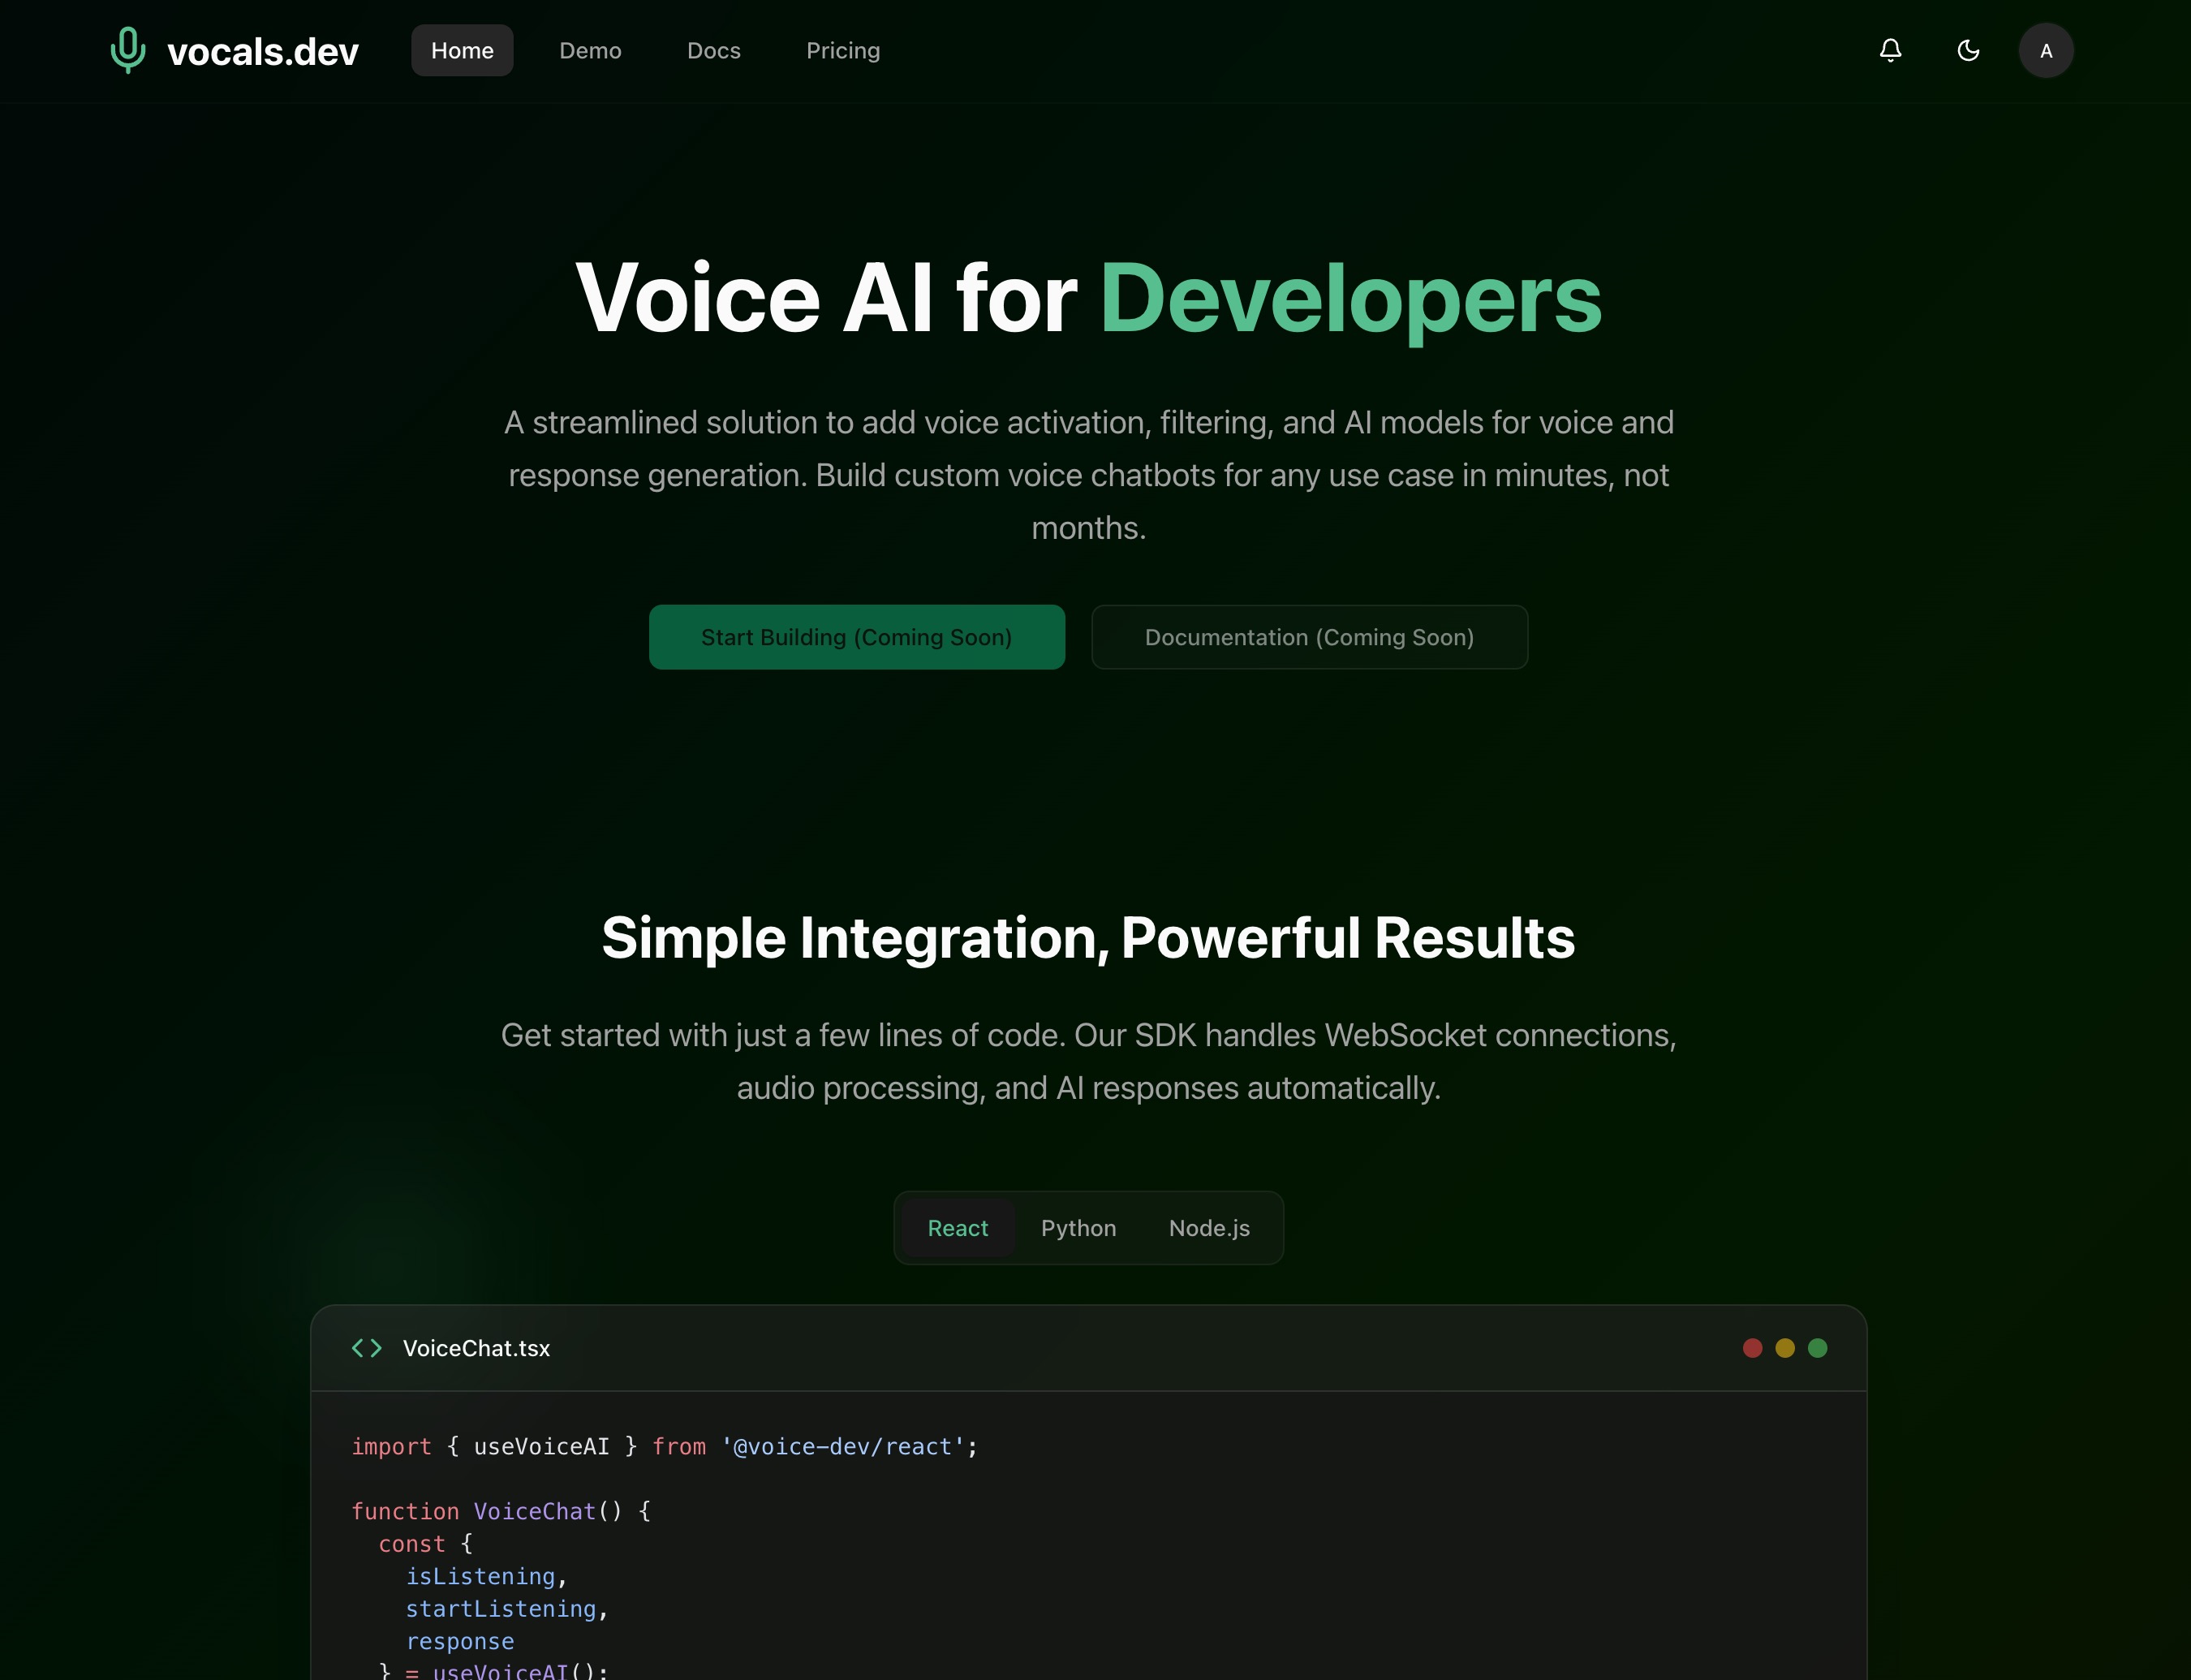 vocals.dev
Home
Demo
Docs
Pricing
A
Voice AI for Developers
A streamlined solution to add voice activation, filtering, and AI models for voice and
response generation. Build custom voice chatbots for any use case in minutes, not
months.
Start Building (Coming Soon)
Documentation (Coming Soon)
Simple Integration, Powerful Results
Get started with just a few lines of code. Our SDK handles WebSocket connections,
audio processing, and AI responses automatically.
React
Python
Node.js
VoiceChat.tsx
import { useVoiceAI } from '@voice-dev/react';
function VoiceChat() {
  const {
    isListening,
    startListening,
    response
  } = useVoiceAI();